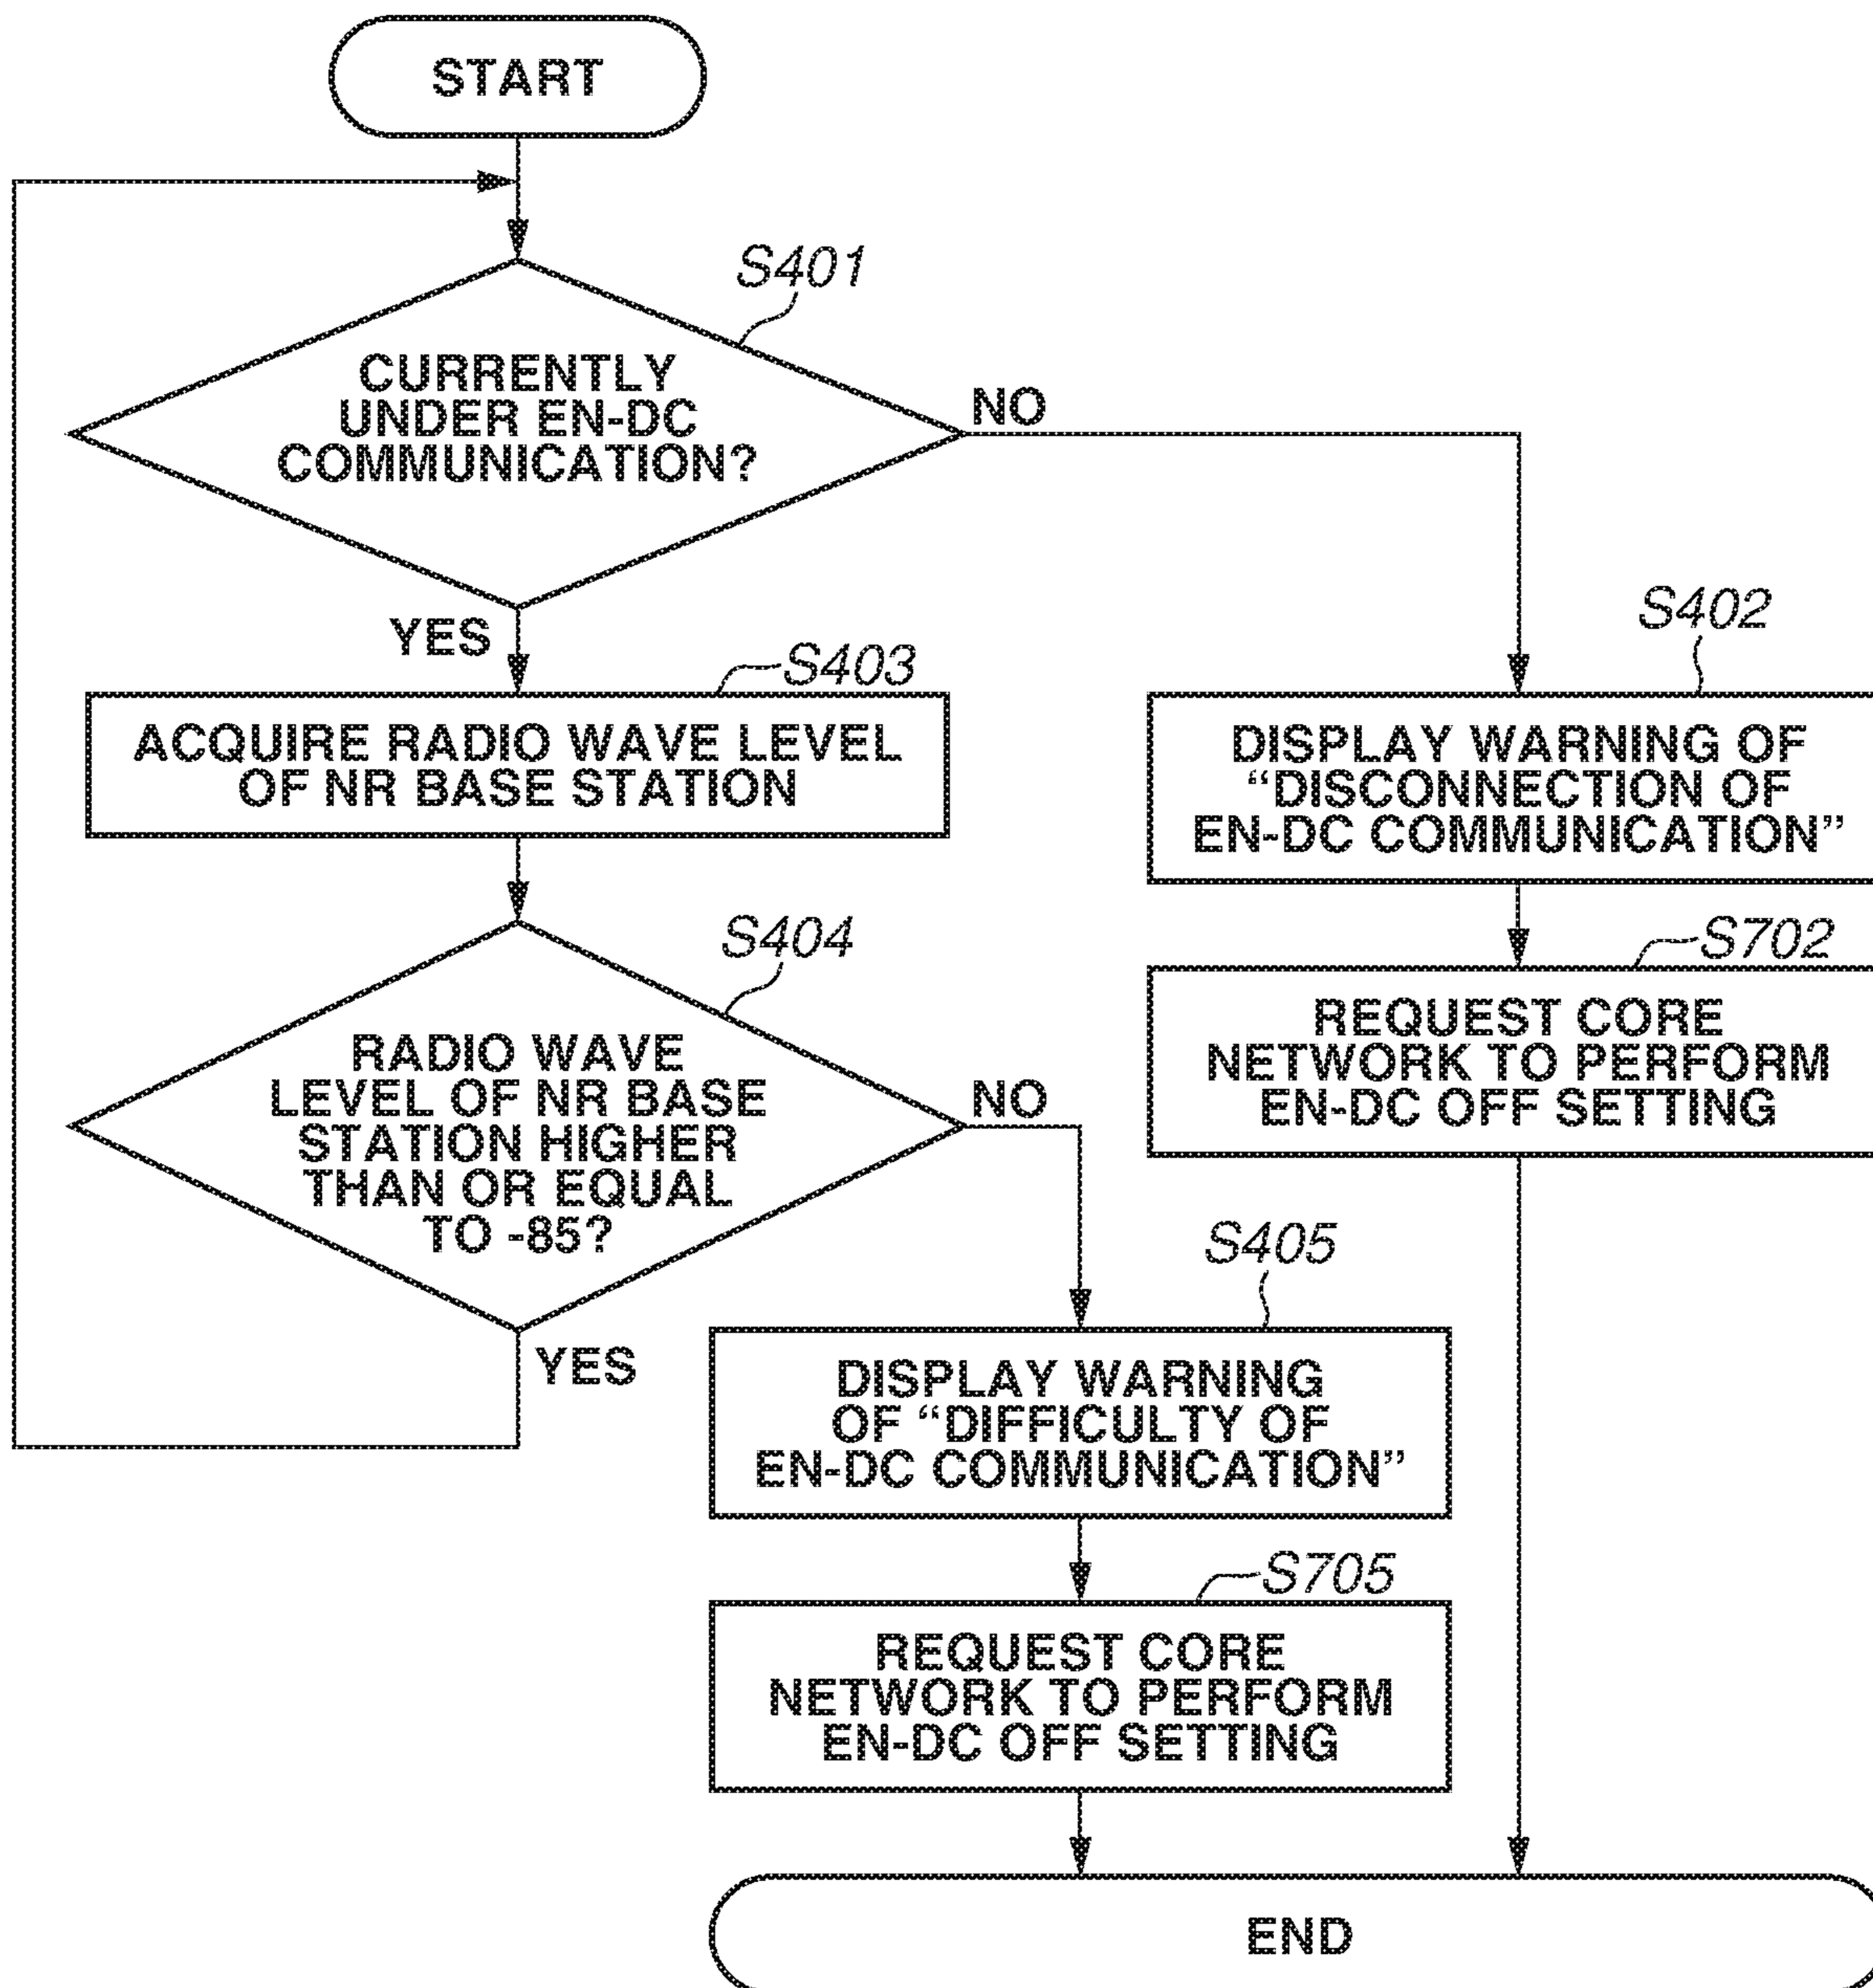 START
S401
CURRENTLY
UNDER EN-DC
COMMUNICATION?
NO
YES
S403
ACQUIRE RADIO WAVE LEVEL
OF NR BASE STATION
S402
DISPLAY WARNING OF
“DISCONNECTION OF
EN-DC COMMUNICATION”
S404
RADIO WAVE
LEVEL OF NR BASE
STATION HIGHER
THAN OR EQUAL
TO -85?
NO
YES
S702
REQUEST CORE
NETWORK TO PERFORM
EN-DC OFF SETTING
S405
DISPLAY WARNING
OF “DIFFICULTY OF
EN-DC COMMUNICATION”
S705
REQUEST CORE
NETWORK TO PERFORM
EN-DC OFF SETTING
END